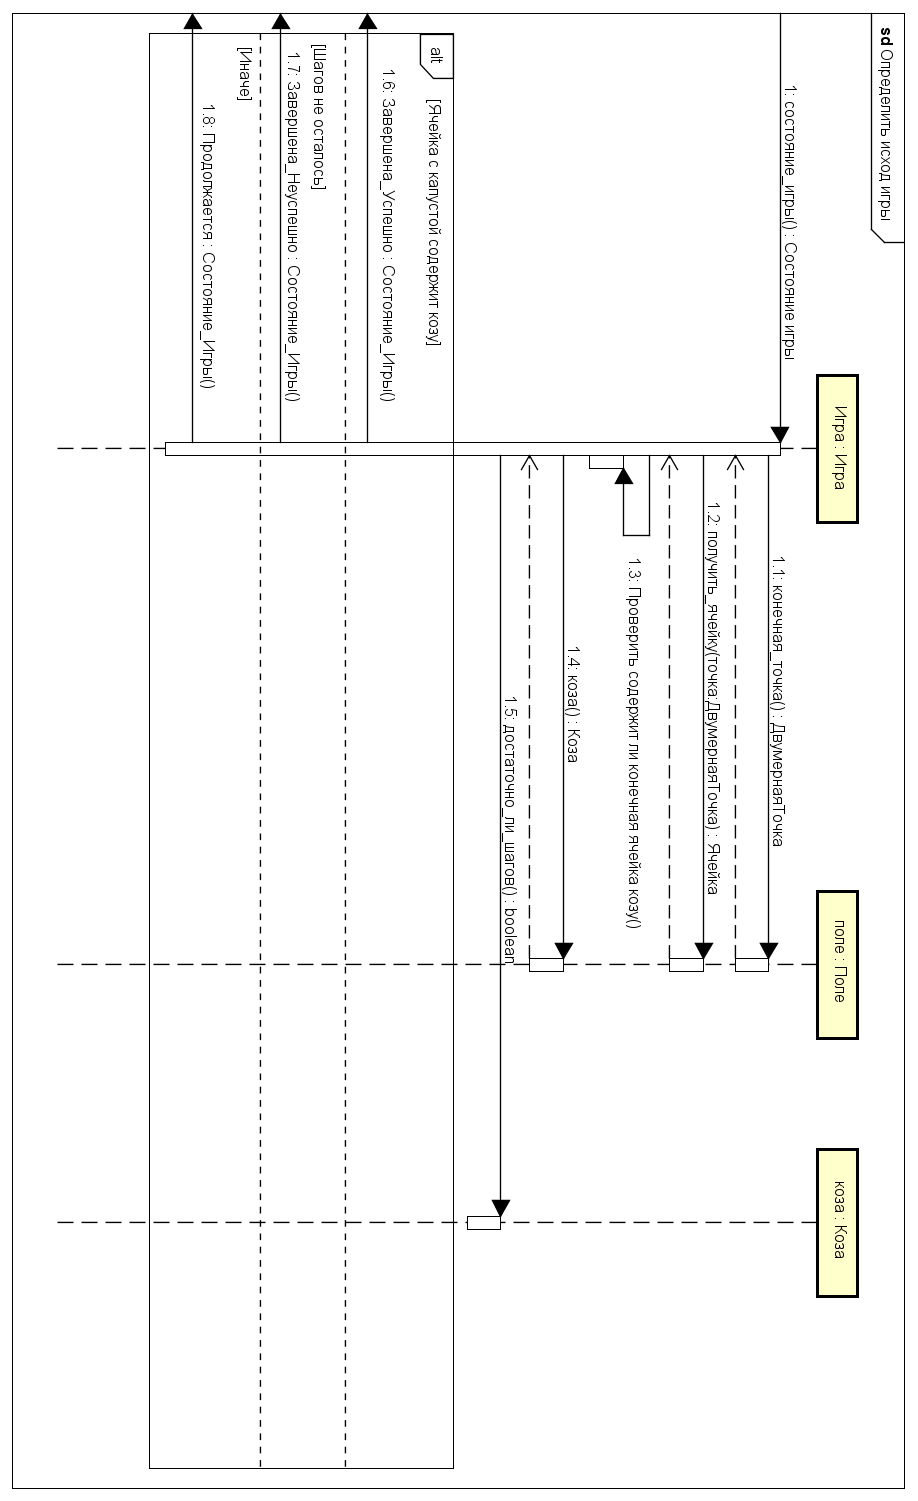 sd Определить исход игры
Игра : Игра
поле : Поле
коза : Коза
1: состояние_игры() : Состояние игры
1.1: конечная_точка() : ДвумернаяТочка
1.2: получить_ячейку(точка:ДвумернаяТочка) : Ячейка
1.3: Проверить содержит ли конечная ячейка козу()
1.4: коза() : Коза
1.5: достаточно_ли_шагов() : boolean
alt
[Ячейка с капустой содержит козу]
1.6: Завершена_Успешно : Состояние_Игры()
[Шагов не осталось]
1.7: Завершена_Неуспешно : Состояние_Игры()
[Иначе]
1.8: Продолжается : Состояние_Игры()